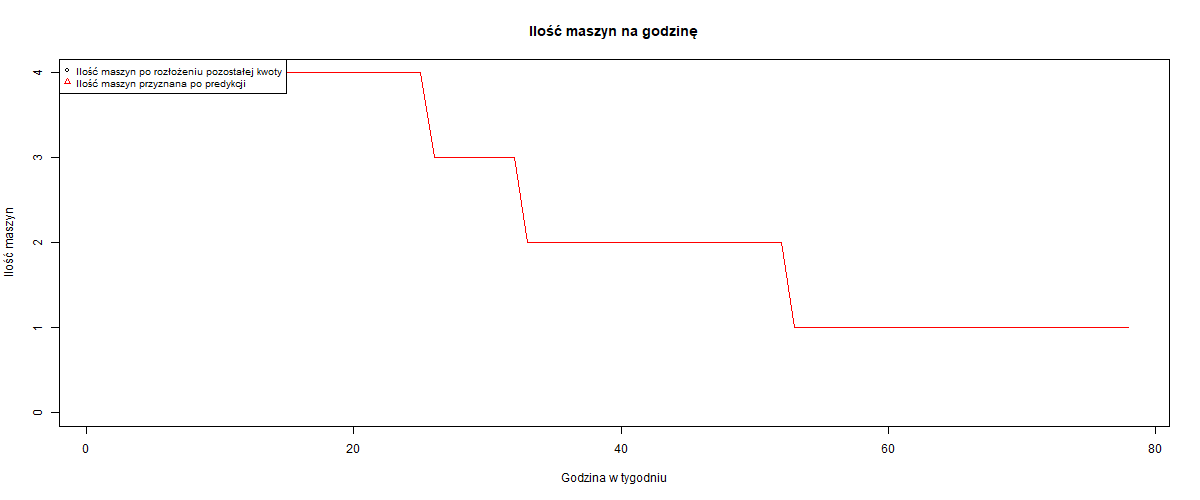 Ilość maszyn na godzinę
Ilość maszyn po rozłożeniu pozostałej kwoty
Ilość maszyn przyznana po predykcji
Ilość maszyn
4
3
2
1
0
0 20 40 60 80
Godzina w tygodniu